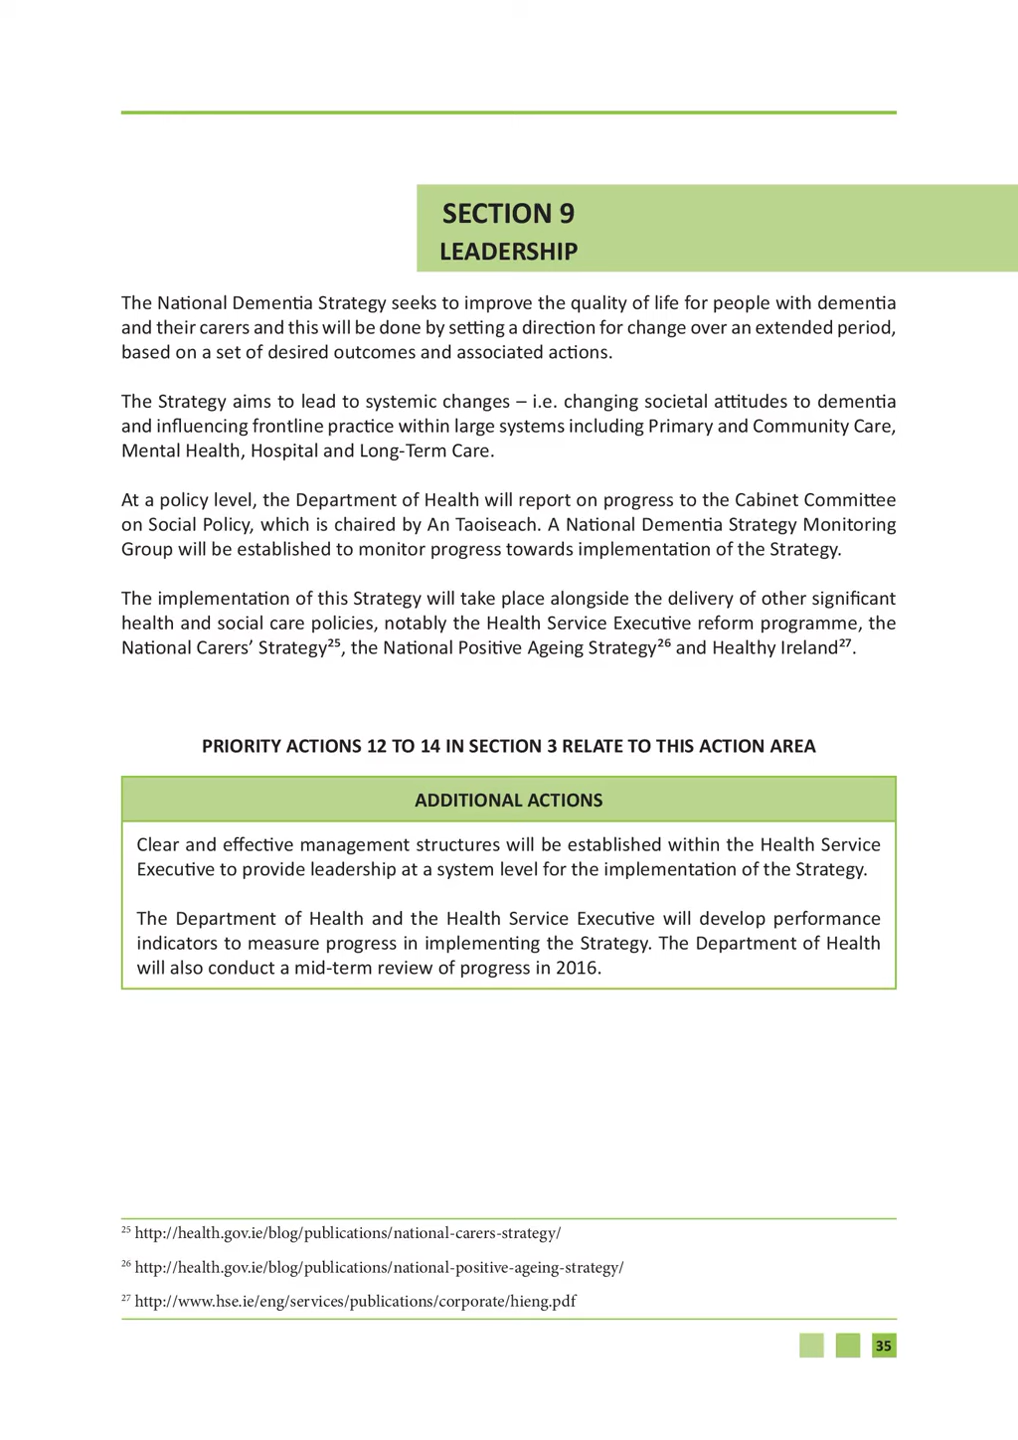 SECTION 9
LEADERSHIP
The National Dementia Strategy seeks to improve the quality of life for people with dementia
and their carers and this will be done by setting a direction for change over an extended period,
based on a set of desired outcomes and associated actions.
The Strategy aims to lead to systemic changes – i.e. changing societal attitudes to dementia
and influencing frontline practice within large systems including Primary and Community Care,
Mental Health, Hospital and Long-Term Care.
At a policy level, the Department of Health will report on progress to the Cabinet Committee
on Social Policy, which is chaired by An Taoiseach. A National Dementia Strategy Monitoring
Group will be established to monitor progress towards implementation of the Strategy.
The implementation of this Strategy will take place alongside the delivery of other significant
health and social care policies, notably the Health Service Executive reform programme, the
National Carers’ Strategy²⁵, the National Positive Ageing Strategy²⁶ and Healthy Ireland²⁷.
PRIORITY ACTIONS 12 TO 14 IN SECTION 3 RELATE TO THIS ACTION AREA
ADDITIONAL ACTIONS
Clear and effective management structures will be established within the Health Service
Executive to provide leadership at a system level for the implementation of the Strategy.
The Department of Health and the Health Service Executive will develop performance
indicators to measure progress in implementing the Strategy. The Department of Health
will also conduct a mid-term review of progress in 2016.
²⁵ http://health.gov.ie/blog/publications/national-carers-strategy/
²⁶ http://health.gov.ie/blog/publications/national-positive-ageing-strategy/
²⁷ http://www.hse.ie/eng/services/publications/corporate/hieng.pdf
35